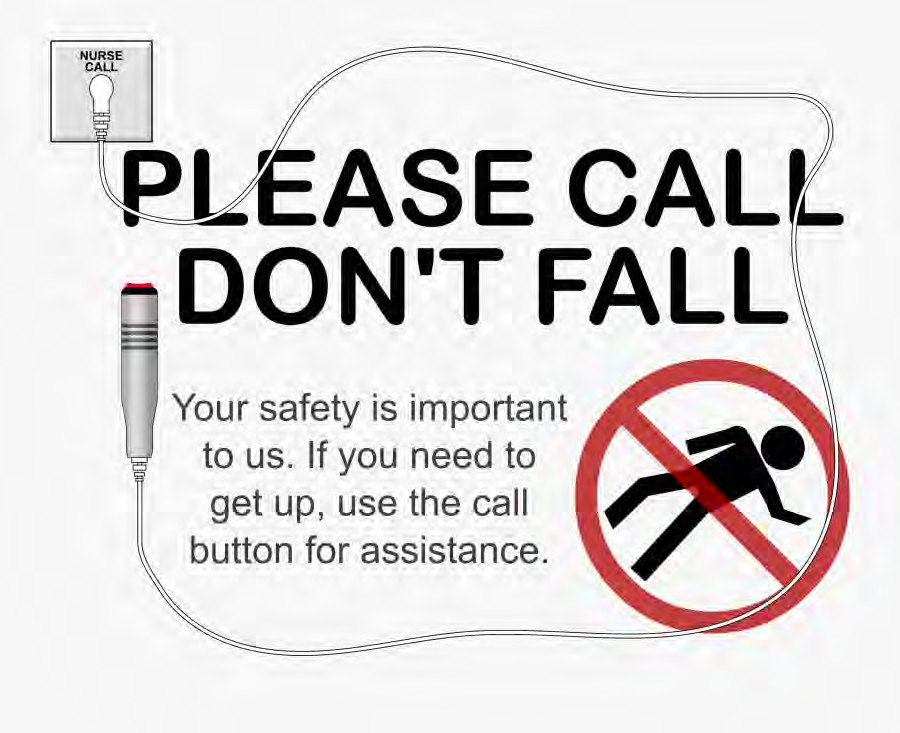 NURSE
CALL
PLEASE CALL
DON'T FALL
Your safety is important
to us. If you need to
get up, use the call
button for assistance.